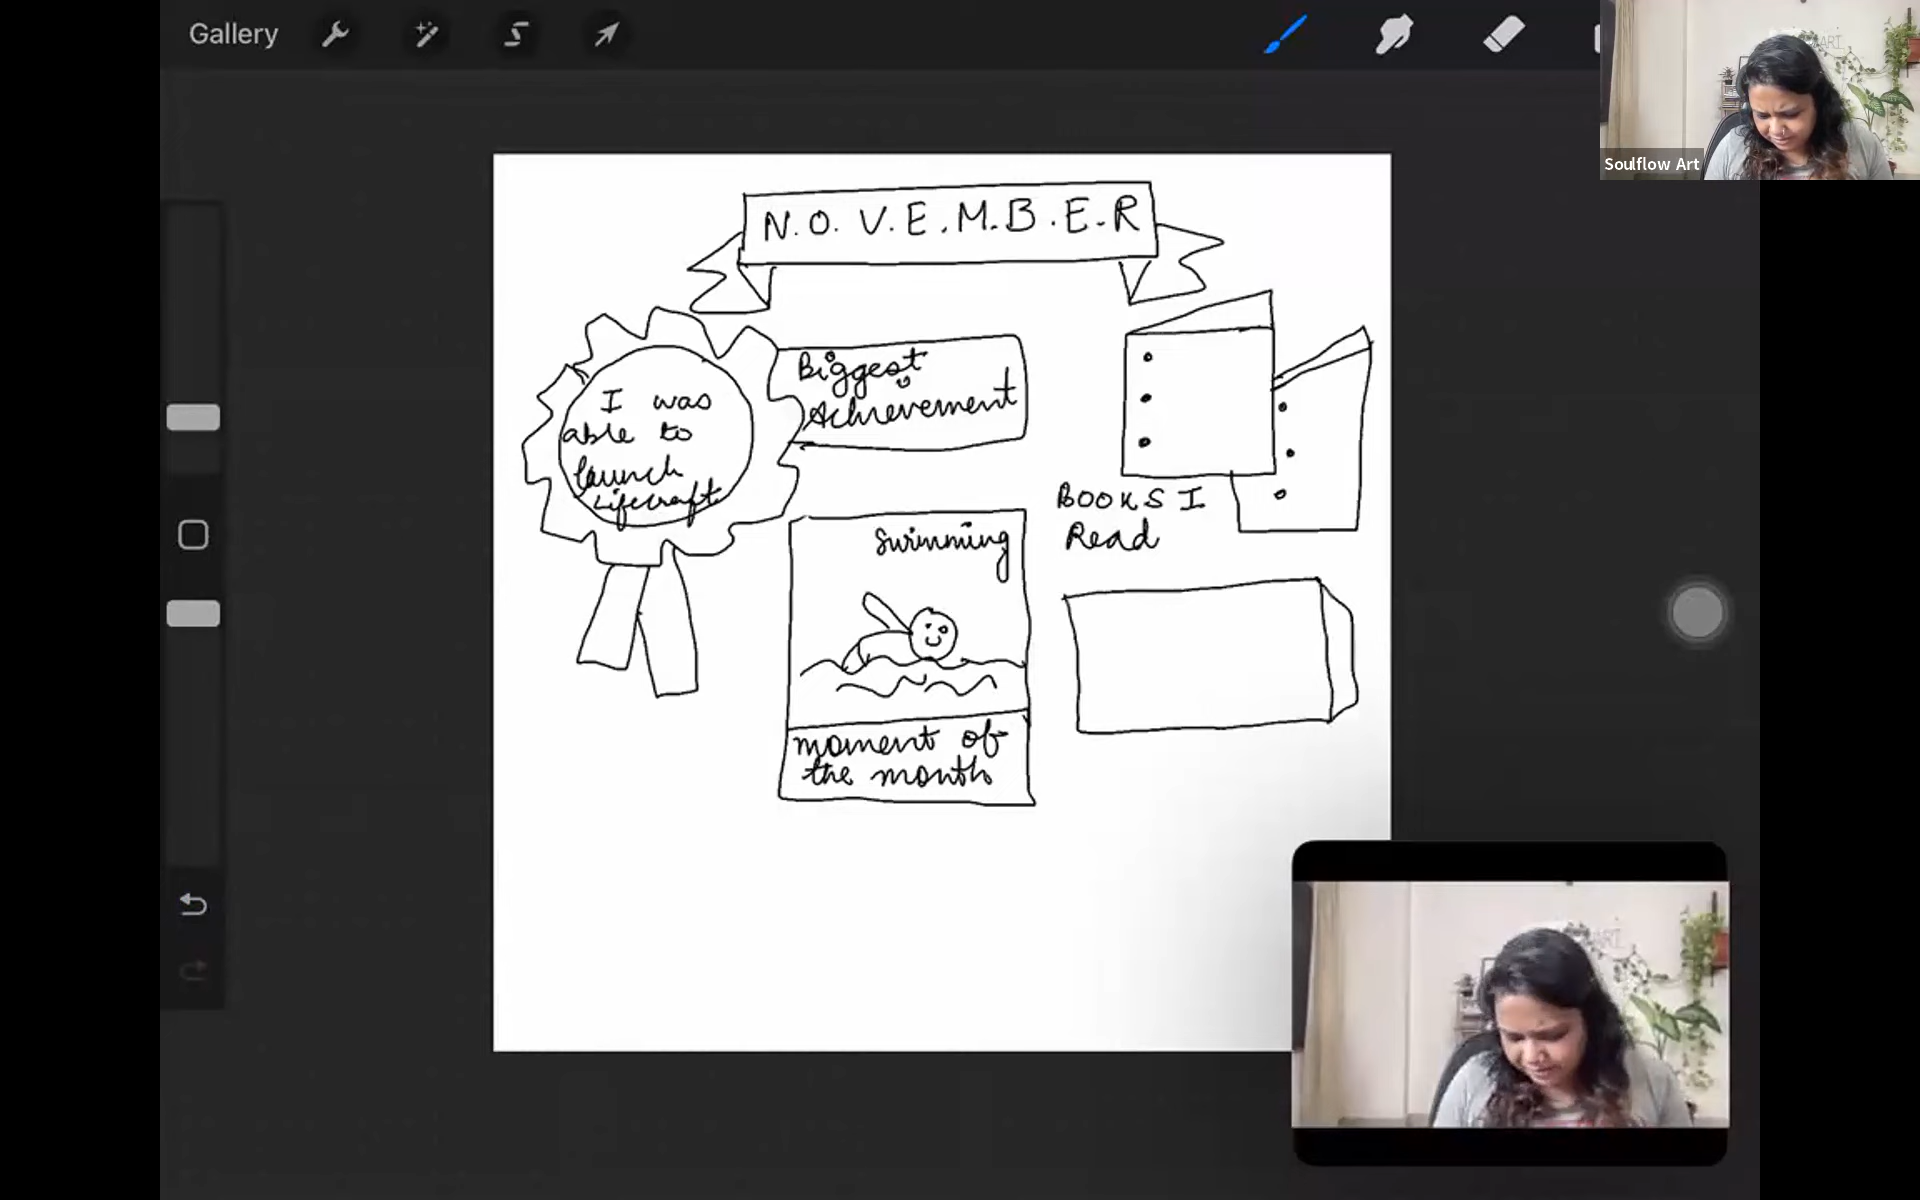 Gallery
Soulflow Art
N.O.V.E.M.B.E.R
I was
able to
launch
Lifecraft
Biggest
Achievement
Swimming
moment of
the month
BOOKS I
Read